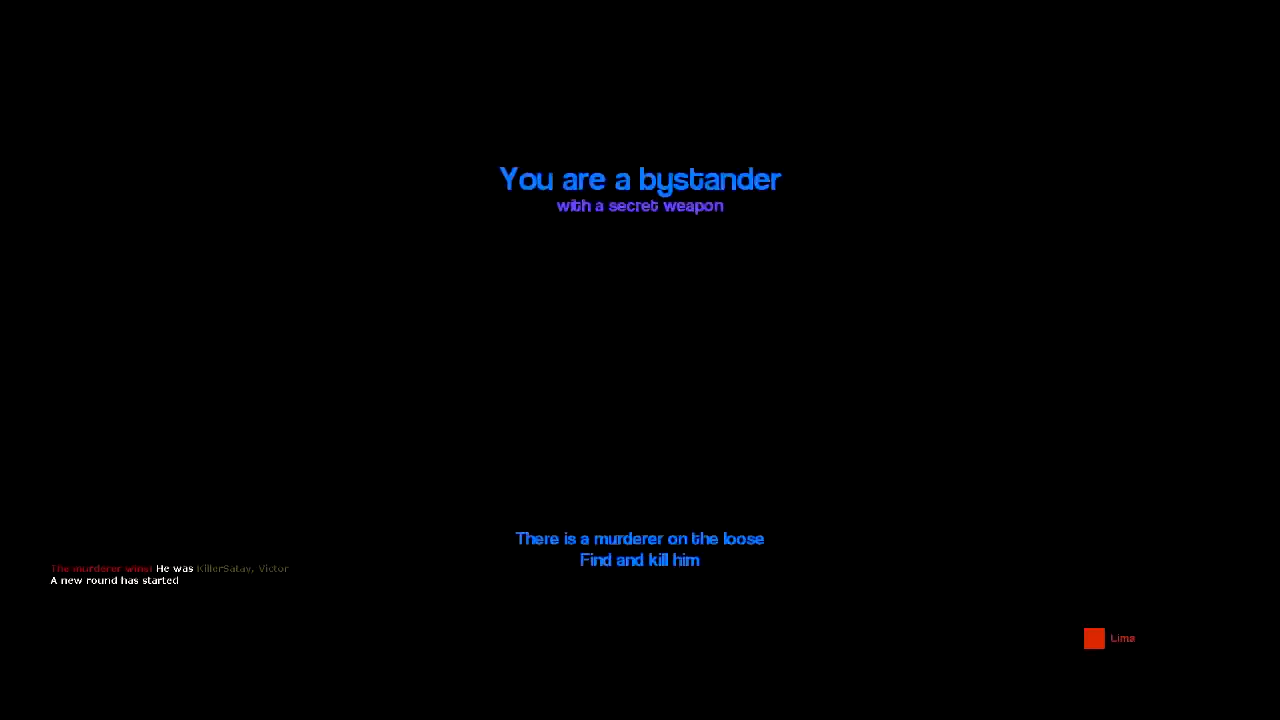 You are a bystander
with a secret weapon
There is a murderer on the loose
Find and kill him
The murderer wins! He was KillerSatay, Victor
A new round has started
Lima